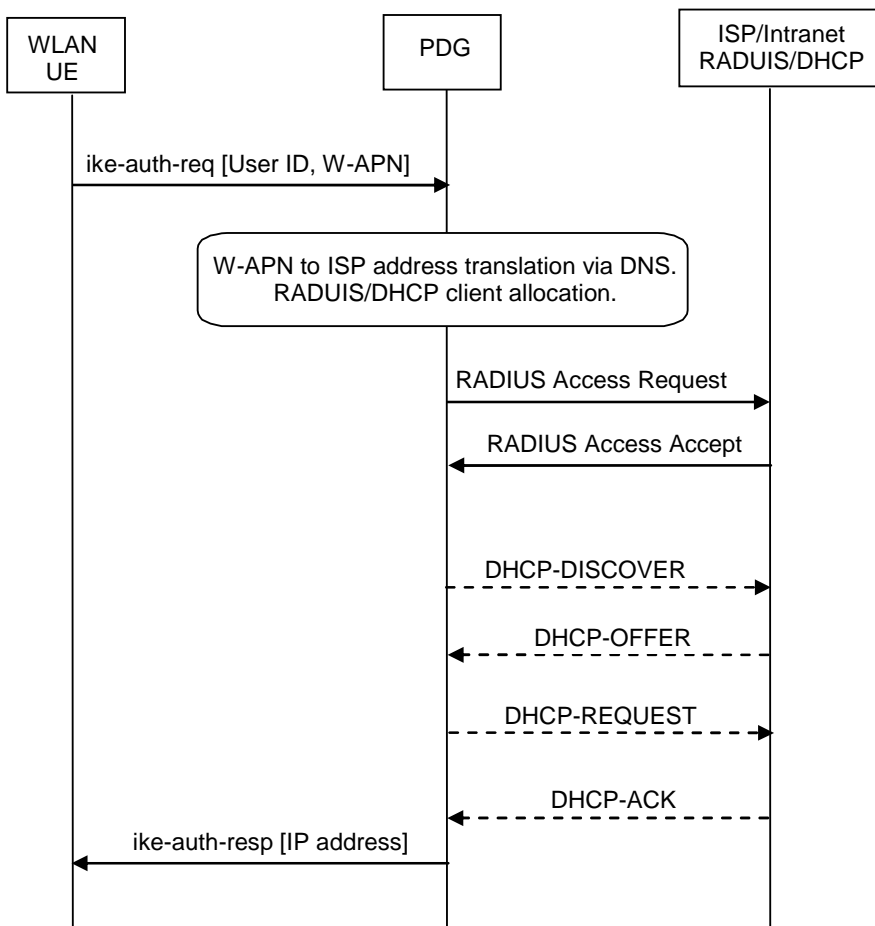 WLAN
UE
PDG
ISP/Intranet
RADUIS/DHCP
ike-auth-req [User ID, W-APN]
W-APN to ISP address translation via DNS.
RADUIS/DHCP client allocation.
RADIUS Access Request
RADIUS Access Accept
DHCP-DISCOVER
DHCP-OFFER
DHCP-REQUEST
DHCP-ACK
ike-auth-resp [IP address]